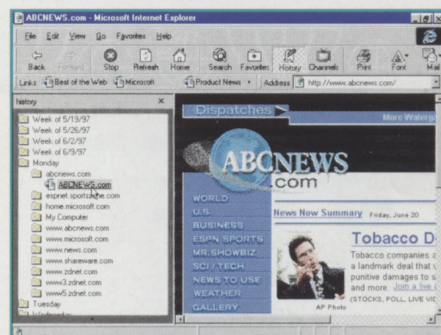 ABCNEWS.com - Microsoft Internet Explorer
File Edit View Go Favorites Help
Back Forward Stop Refresh Home Search Favorites History Channels Print Font Mail
Links Best of the Web Microsoft Product News Address http://www.abcnews.com/
history
Week of 5/19/97
Week of 5/26/97
Week of 6/2/97
Week of 6/9/97
Monday
abcnews.com
ABCNEWS.com
espnet.sportszone.com
home.microsoft.com
My Computer
www.abcnews.com
www.microsoft.com
www.news.com
www.shareware.com
www.zdnet.com
www3.zdnet.com
www5.zdnet.com
Tuesday
Wednesday
Dispatches
More Waterga
ABCNEWS
.com
WORLD
U.S.
BUSINESS
ESPN SPORTS
MR. SHOWBIZ
SCI / TECH
NEWS TO USE
WEATHER
GALLERY
News Now Summary Friday, June 20
Tobacco D
Tobacco companies a
a landmark deal that
punitive damages to s
and more. Join a live
(STOCKS, POLL, LIVE VIC
AP Photo